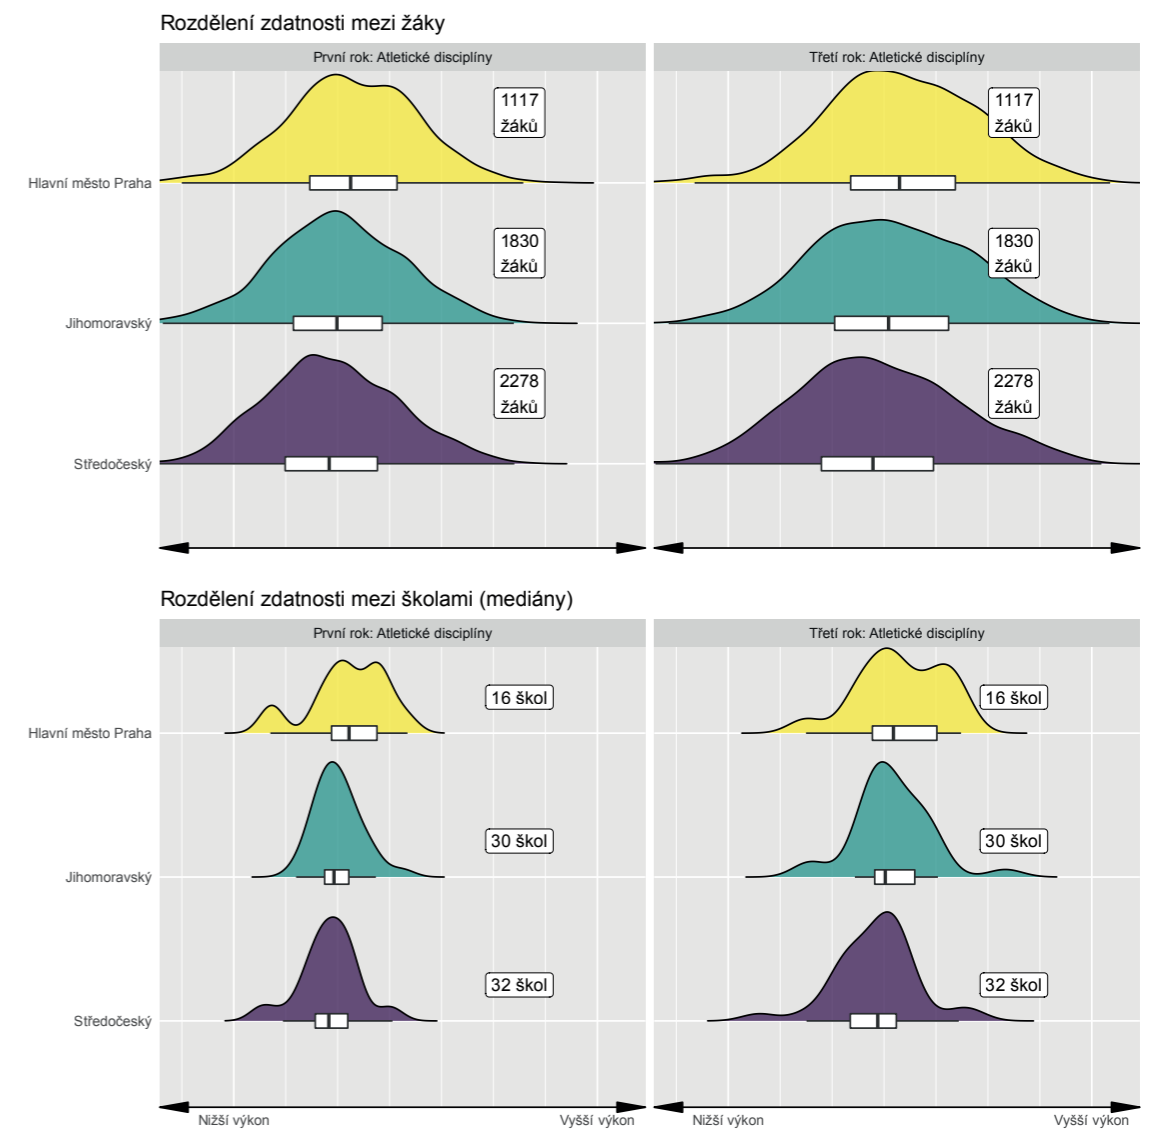 Rozdělení zdatnosti mezi žáky
První rok: Atletické disciplíny
Třetí rok: Atletické disciplíny
Hlavní město Praha
1117
žáků
1117
žáků
Jihomoravský
1830
žáků
1830
žáků
Středočeský
2278
žáků
2278
žáků
Rozdělení zdatnosti mezi školami (mediány)
První rok: Atletické disciplíny
Třetí rok: Atletické disciplíny
Hlavní město Praha
16 škol
16 škol
Jihomoravský
30 škol
30 škol
Středočeský
32 škol
32 škol
Nižší výkon
Vyšší výkon
Nižší výkon
Vyšší výkon